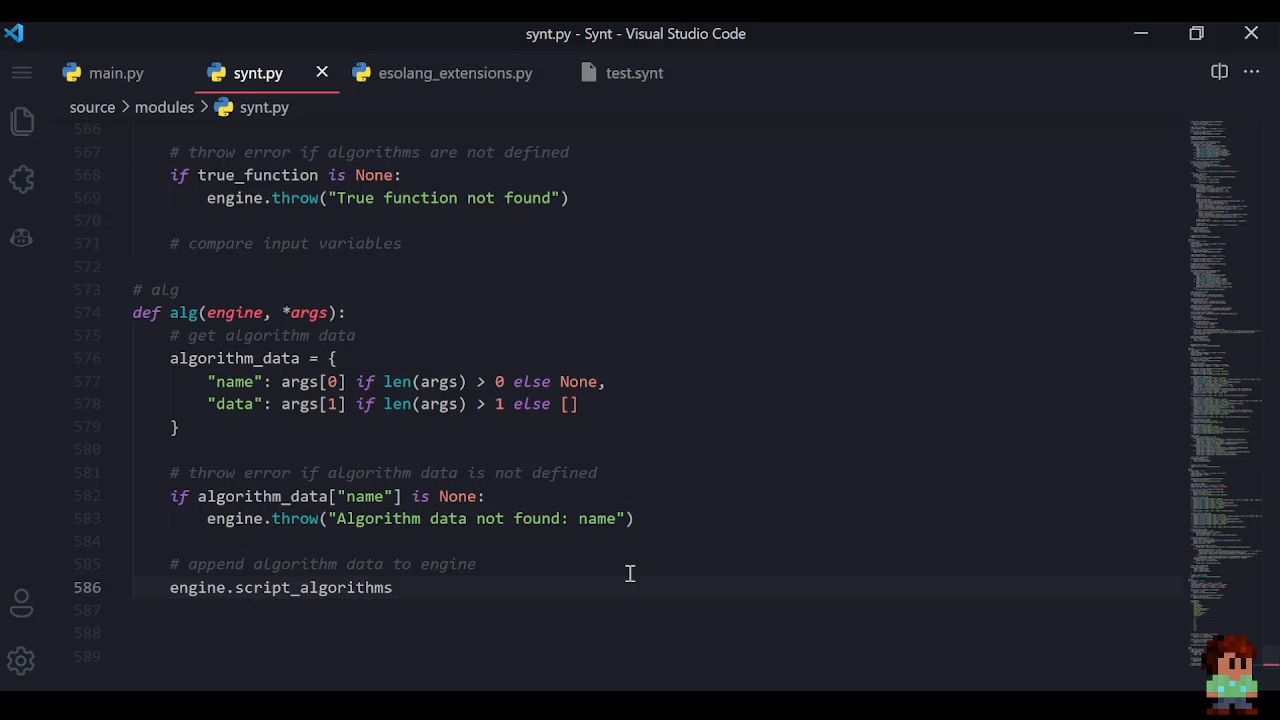 synt.py - Synt - Visual Studio Code
main.py synt.py esolang_extensions.py test.synt
source > modules > synt.py
566
567 # throw error if algorithms are not defined
568 if true_function is None:
569 engine.throw("True function not found")
570
571 # compare input variables
572
573 # alg
574 def alg(engine, *args):
575 # get algorithm data
576 algorithm_data = {
577 "name": args[0] if len(args) > 0 else None,
578 "data": args[1] if len(args) > 1 else []
579 }
580
581 # throw error if algorithm data is not defined
582 if algorithm_data["name"] is None:
583 engine.throw("Algorithm data not found: name")
584
585 # append algorithm data to engine
586 engine.script_algorithms
587
588
589